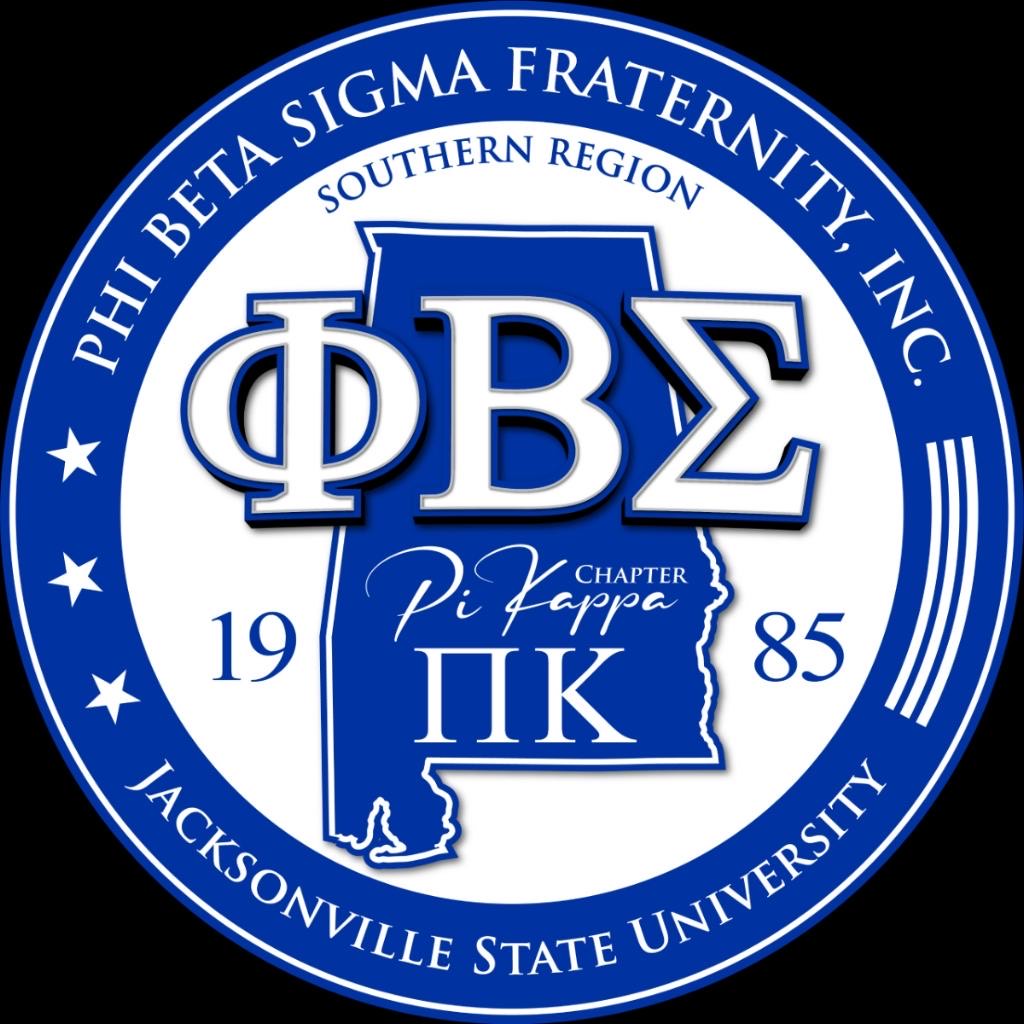 PHI BETA SIGMA FRATERNITY, INC.
SOUTHERN REGION
ΦΒΣ
Pi Kappa CHAPTER
19 85
ΠΚ
JACKSONVILLE STATE UNIVERSITY